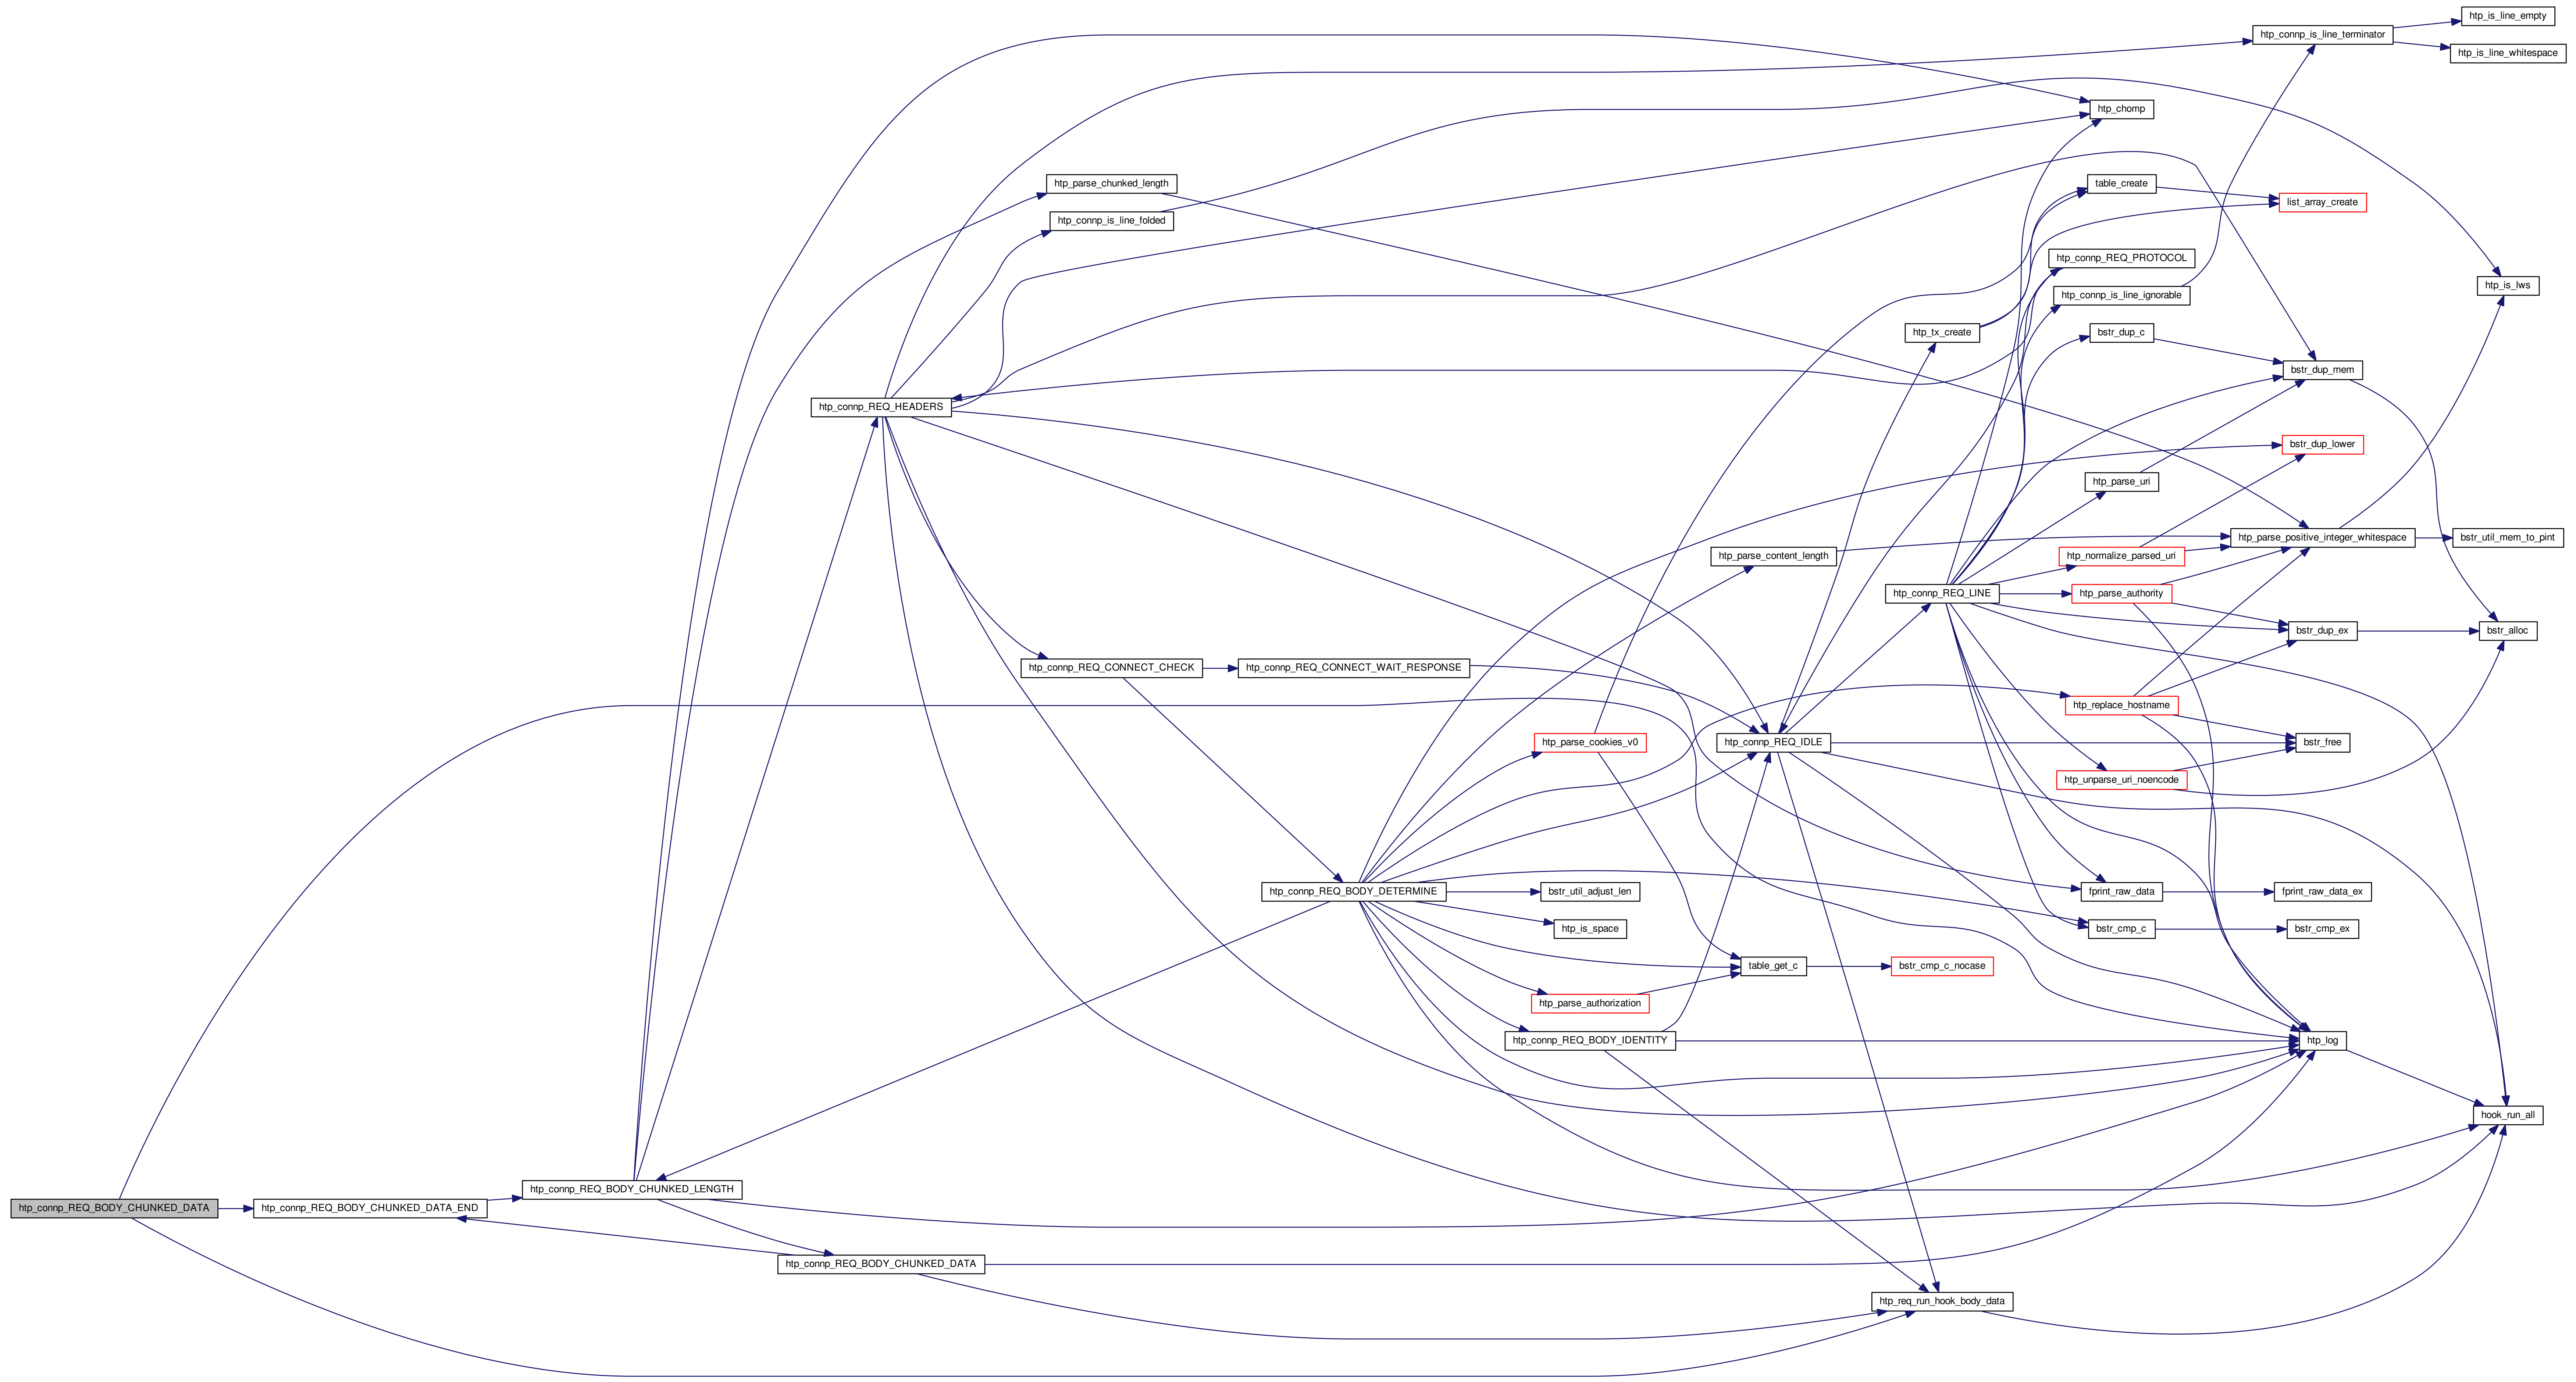 htp_is_line_empty
htp_connp_is_line_terminator
htp_is_line_whitespace
htp_chomp
htp_parse_chunked_length
table_create
list_array_create
htp_connp_is_line_folded
htp_connp_REQ_PROTOCOL
htp_is_lws
htp_connp_is_line_ignorable
htp_tx_create
bstr_dup_c
bstr_dup_mem
htp_connp_REQ_HEADERS
bstr_dup_lower
htp_parse_uri
htp_parse_positive_integer_whitespace
bstr_util_mem_to_pint
htp_parse_content_length
htp_normalize_parsed_uri
htp_connp_REQ_LINE
htp_parse_authority
bstr_dup_ex
bstr_alloc
htp_connp_REQ_CONNECT_CHECK
htp_connp_REQ_CONNECT_WAIT_RESPONSE
htp_replace_hostname
htp_parse_cookies_v0
htp_connp_REQ_IDLE
bstr_free
htp_unparse_uri_noencode
htp_connp_REQ_BODY_DETERMINE
bstr_util_adjust_len
fprint_raw_data
fprint_raw_data_ex
htp_is_space
bstr_cmp_c
bstr_cmp_ex
table_get_c
bstr_cmp_c_nocase
htp_parse_authorization
htp_connp_REQ_BODY_IDENTITY
htp_log
hook_run_all
htp_connp_REQ_BODY_CHUNKED_LENGTH
htp_connp_REQ_BODY_CHUNKED_DATA
htp_connp_REQ_BODY_CHUNKED_DATA_END
htp_connp_REQ_BODY_CHUNKED_DATA
htp_req_run_hook_body_data